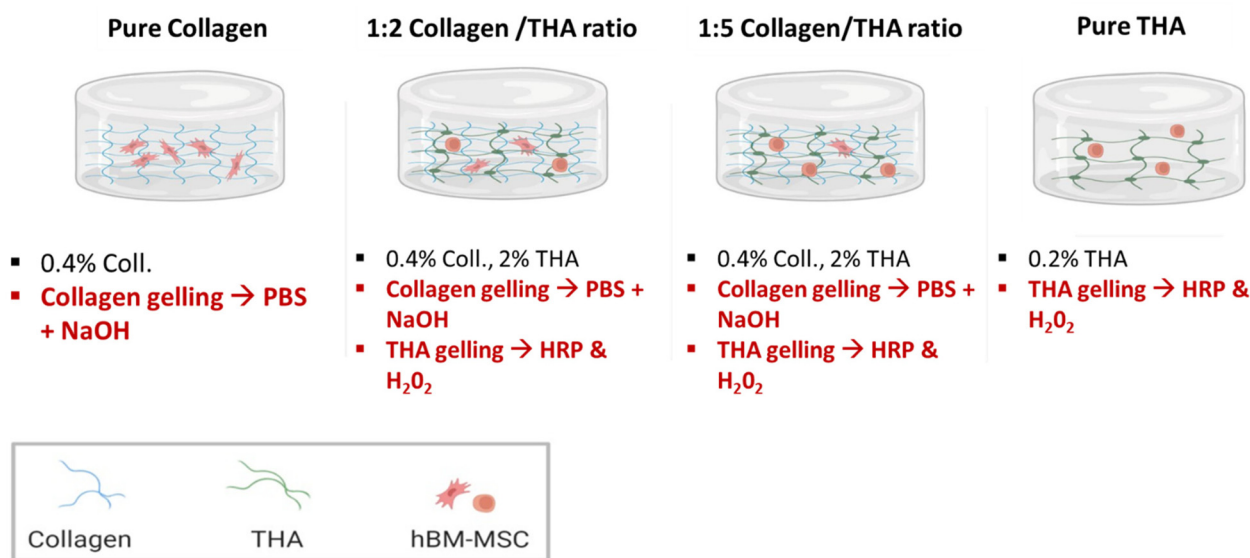 Pure Collagen
1:2 Collagen /THA ratio
1:5 Collagen/THA ratio
Pure THA
▪ 0.4% Coll.
▪ Collagen gelling → PBS
+ NaOH
▪ 0.4% Coll., 2% THA
▪ Collagen gelling → PBS +
NaOH
▪ THA gelling → HRP &
H₂0₂
▪ 0.4% Coll., 2% THA
▪ Collagen gelling → PBS +
NaOH
▪ THA gelling → HRP &
H₂0₂
▪ 0.2% THA
▪ THA gelling → HRP &
H₂0₂
Collagen
THA
hBM-MSC